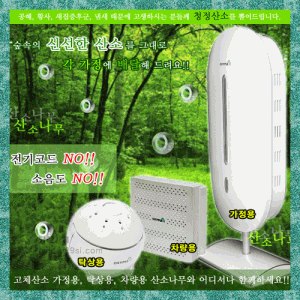 공해, 황사, 새집증후군, 냄새 때문에 고생하시는 분들께 청정산소를 뿜어드립니다.
숲속의 신선한 산소를 그대로
각 가정에 배달해 드려요!!
산소나무
산소나무
전기코드 NO!!
소음도 NO!!
가정용
차량용
탁상용
산소나무
고체산소 가정용, 탁상용, 차량용 산소나무와 어디서나 함께하세요!!